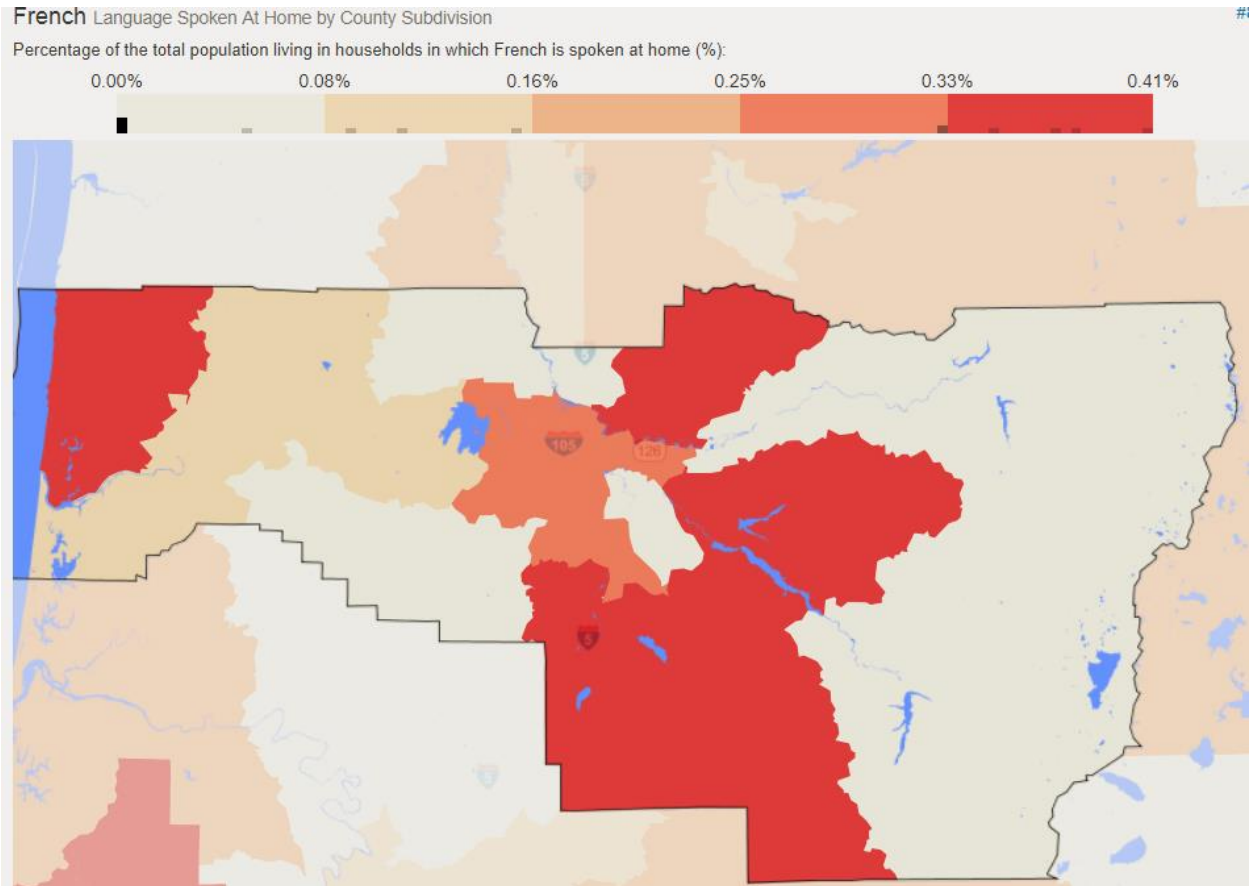 French Language Spoken At Home by County Subdivision
#8
Percentage of the total population living in households in which French is spoken at home (%):
0.00% 0.08% 0.16% 0.25% 0.33% 0.41%
5
5
105
126
5
5